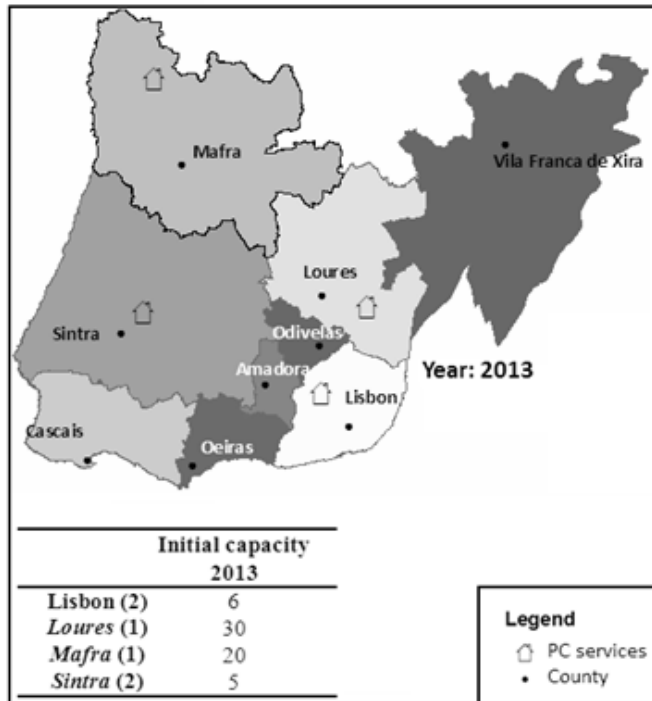 Mafra
Vila Franca de Xira
Loures
Sintra
Odivelas
Amadora
Year: 2013
Lisbon
Cascais
Oeiras
Initial capacity
2013
Lisbon (2) 6
Loures (1) 30
Mafra (1) 20
Sintra (2) 5
Legend
PC services
County